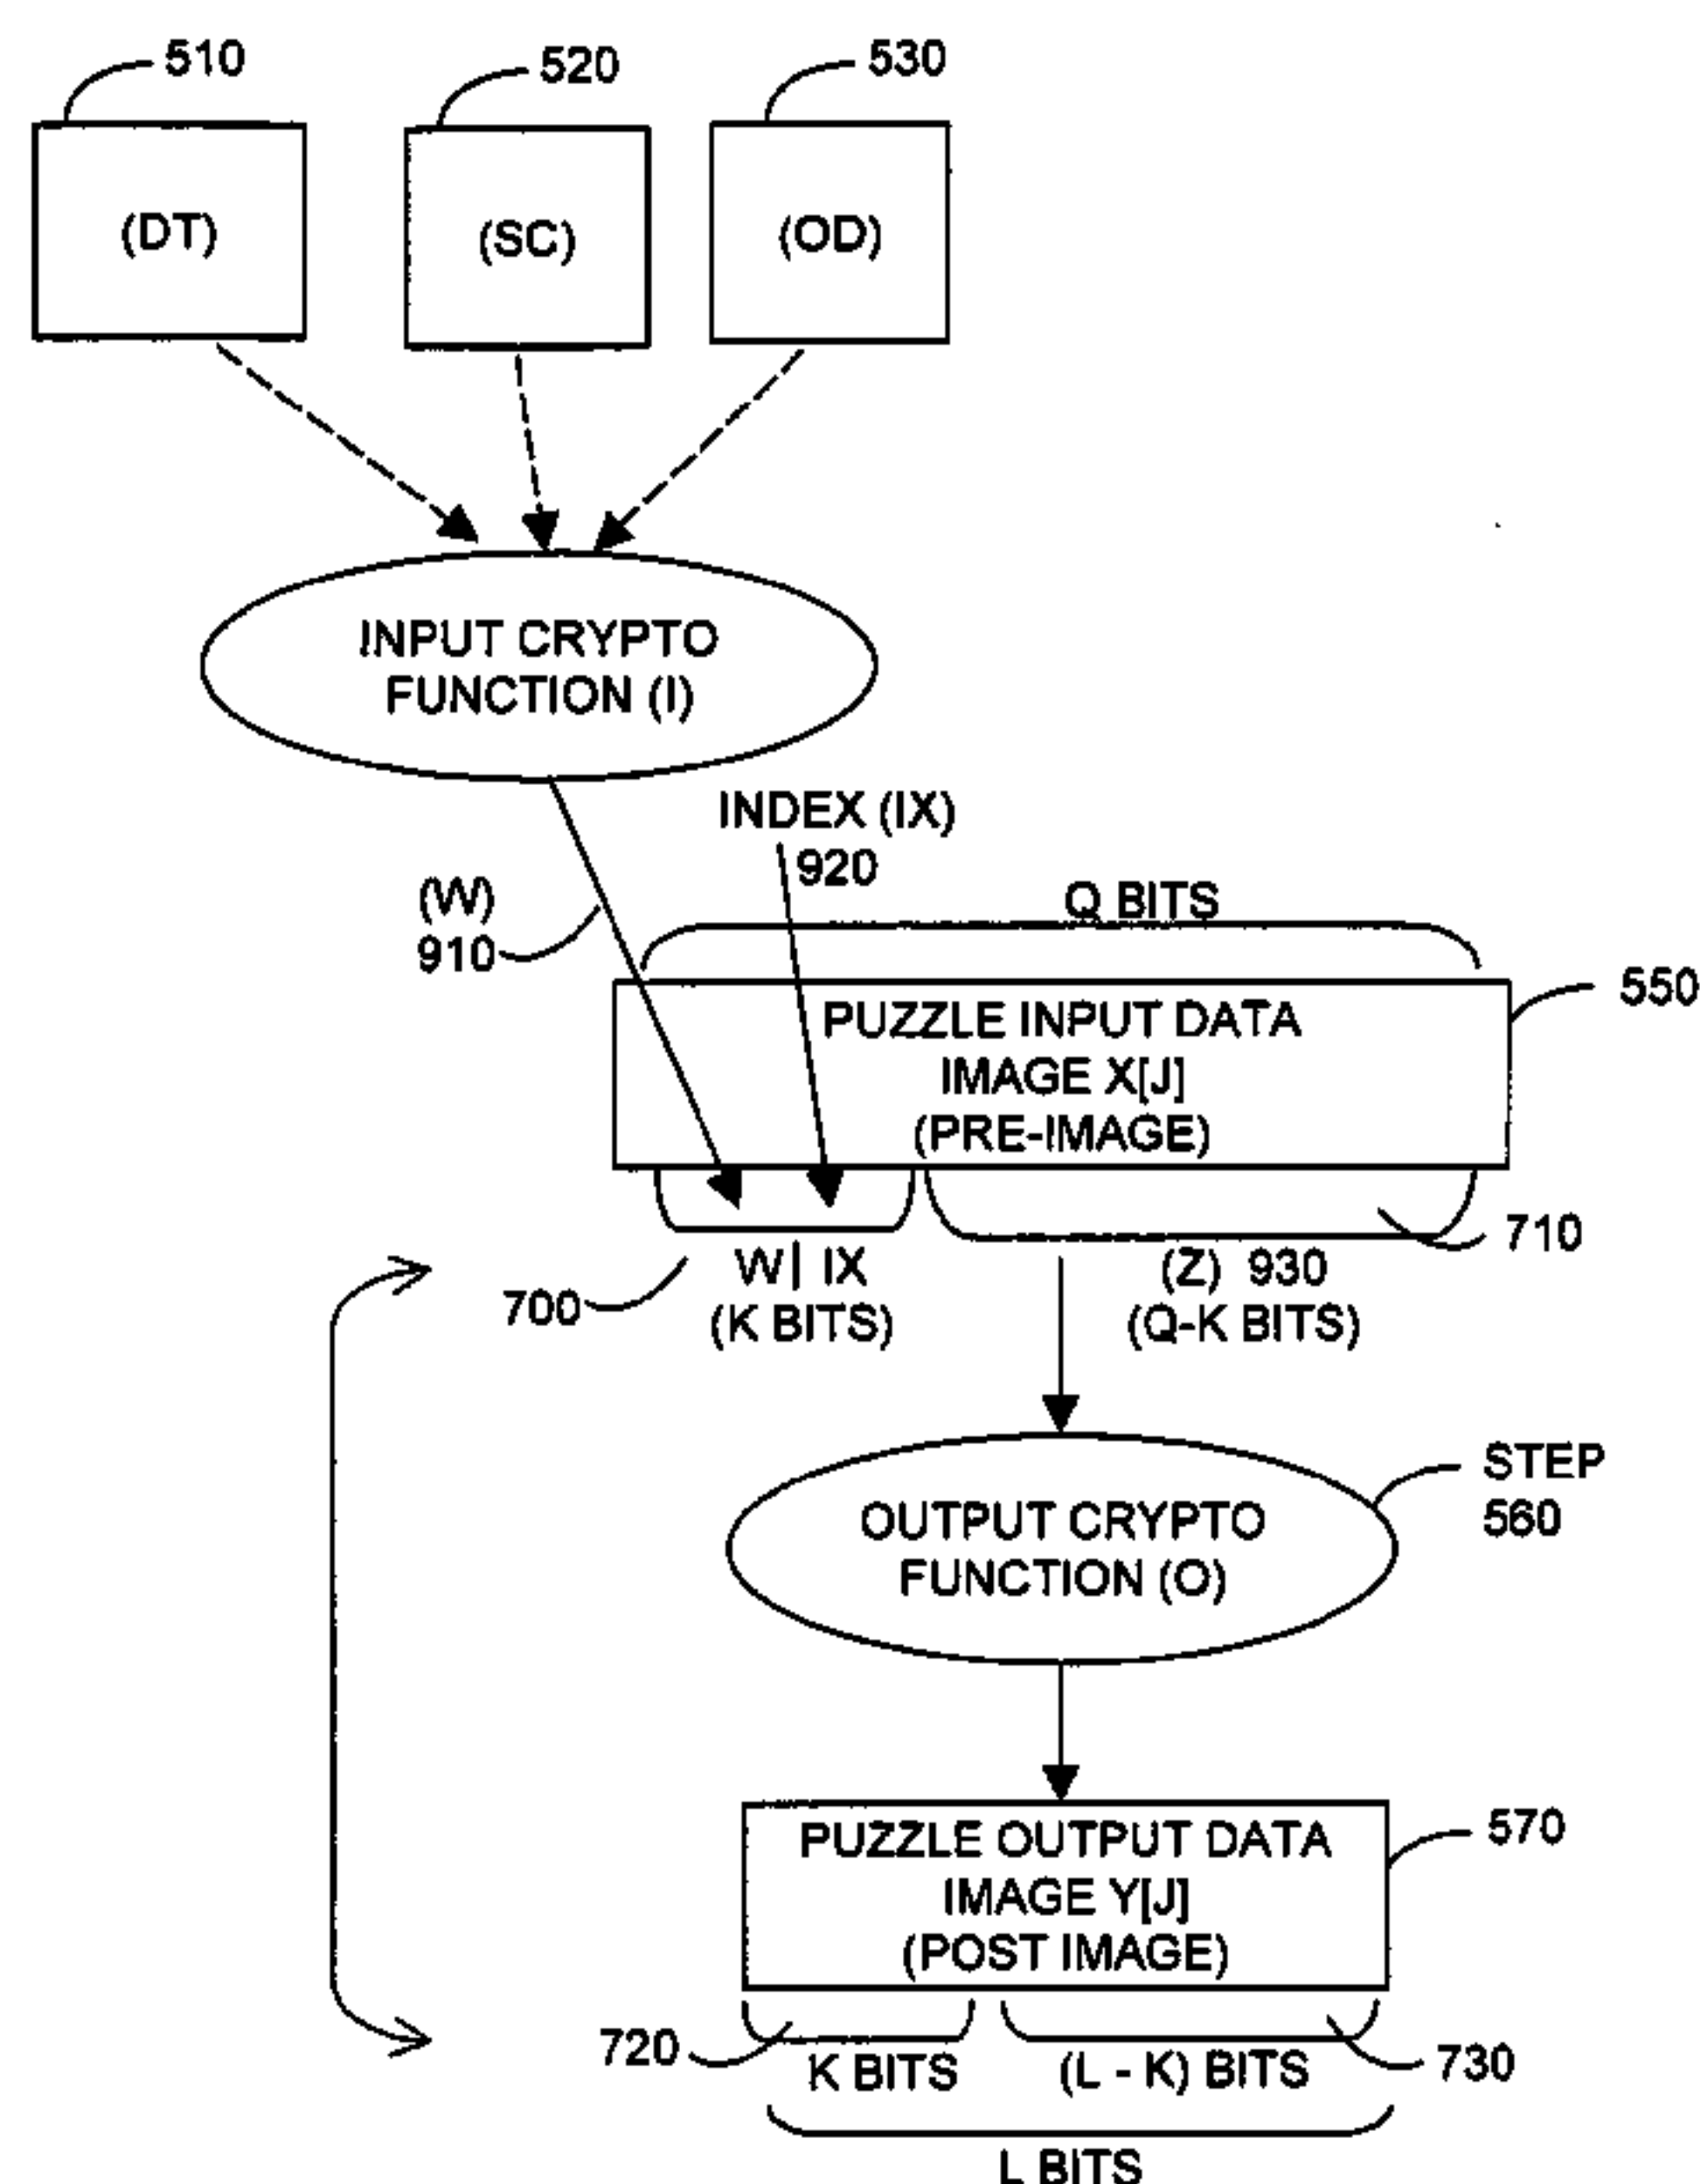 510
520
530
(DT)
(SC)
(OD)
INPUT CRYPTO
FUNCTION (I)
INDEX (IX)
920
(W)
910
Q BITS
550
PUZZLE INPUT DATA
IMAGE X[J]
(PRE-IMAGE)
710
700
W| IX
(K BITS)
(Z) 930
(Q-K BITS)
STEP
560
OUTPUT CRYPTO
FUNCTION (O)
570
PUZZLE OUTPUT DATA
IMAGE Y[J]
(POST IMAGE)
720
K BITS
(L - K) BITS
730
L BITS